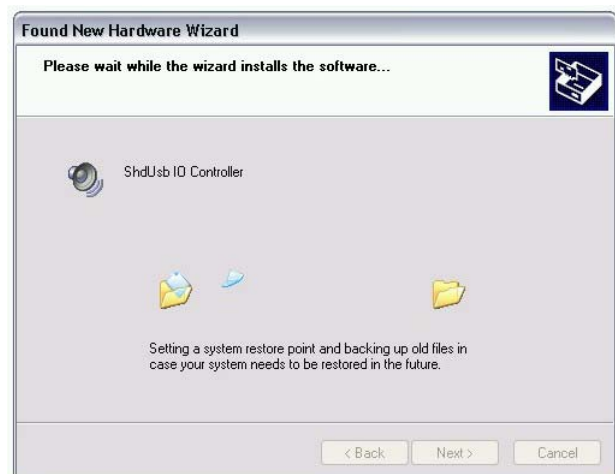 Found New Hardware Wizard
Please wait while the wizard installs the software...
ShdUsb IO Controller
Setting a system restore point and backing up old files in
case your system needs to be restored in the future.
< Back
Next >
Cancel